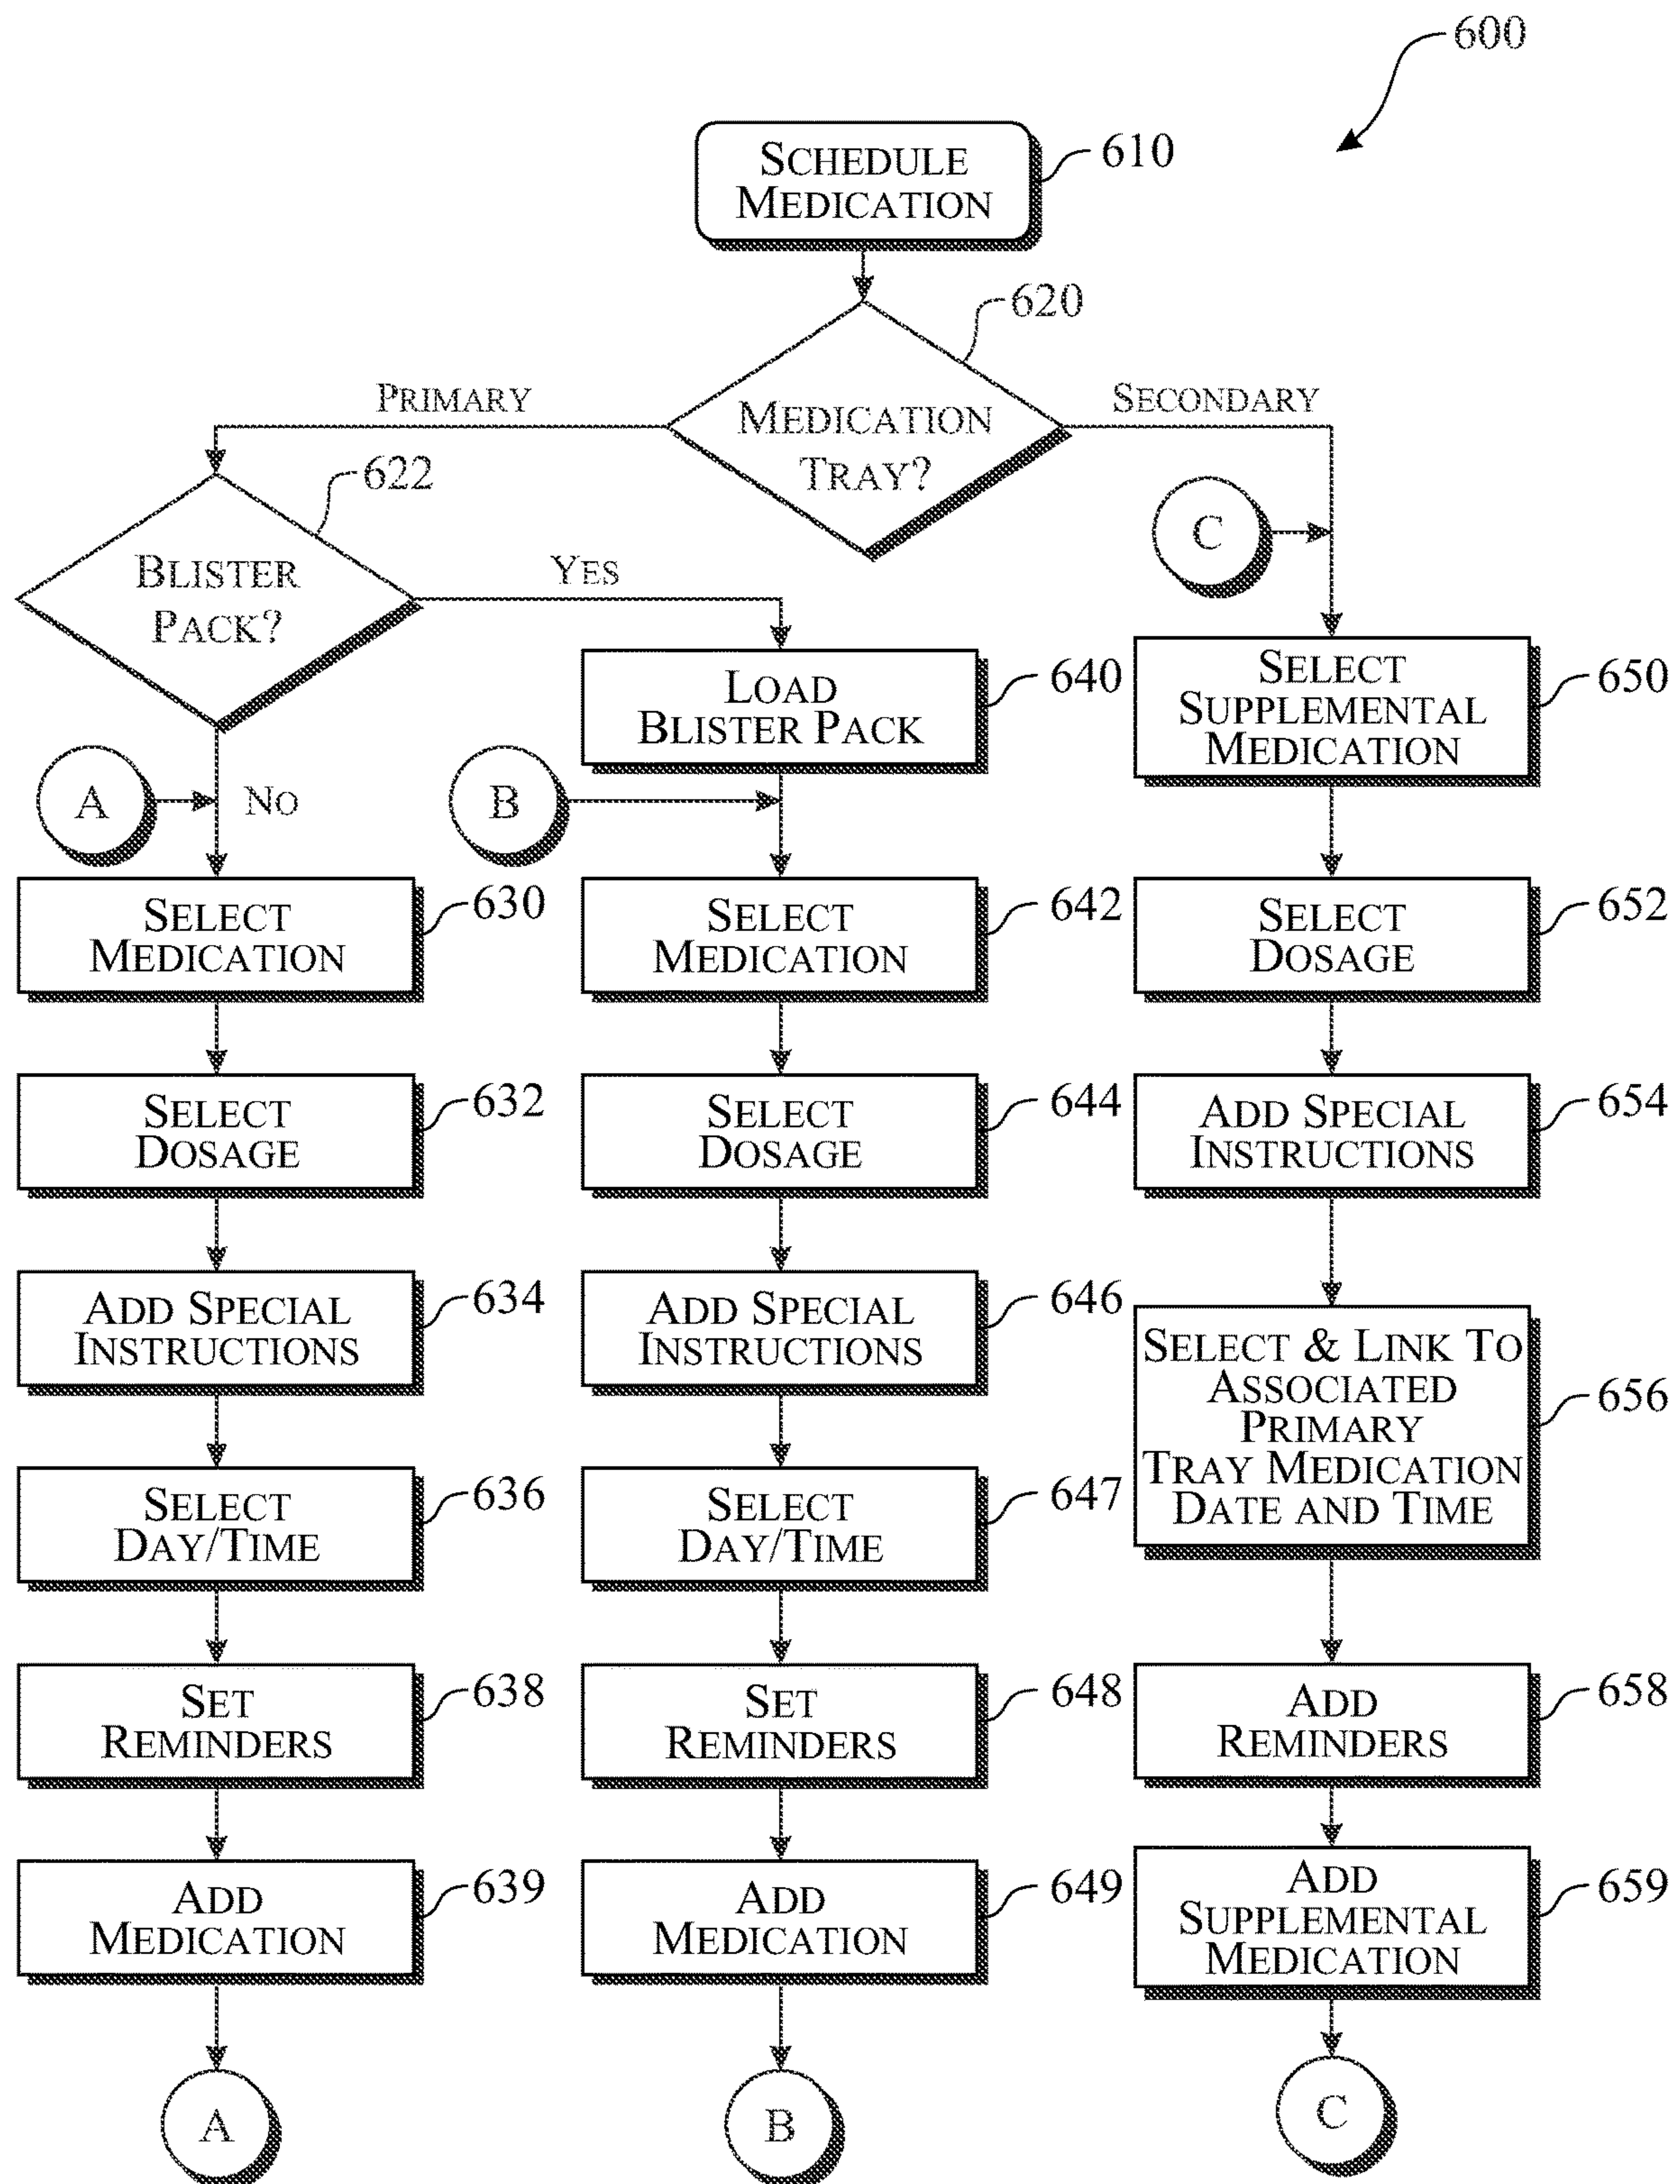 600
SCHEDULE
MEDICATION
610
620
MEDICATION
TRAY?
PRIMARY
SECONDARY
622
BLISTER
PACK?
YES
NO
C
A
B
LOAD
BLISTER PACK
640
SELECT
SUPPLEMENTAL
MEDICATION
650
SELECT
MEDICATION
630
SELECT
MEDICATION
642
SELECT
DOSAGE
652
SELECT
DOSAGE
632
SELECT
DOSAGE
644
ADD SPECIAL
INSTRUCTIONS
654
ADD SPECIAL
INSTRUCTIONS
634
ADD SPECIAL
INSTRUCTIONS
646
SELECT & LINK TO
ASSOCIATED
PRIMARY
TRAY MEDICATION
DATE AND TIME
656
SELECT
DAY/TIME
636
SELECT
DAY/TIME
647
SET
REMINDERS
638
SET
REMINDERS
648
ADD
REMINDERS
658
ADD
MEDICATION
639
ADD
MEDICATION
649
ADD
SUPPLEMENTAL
MEDICATION
659
A
B
C